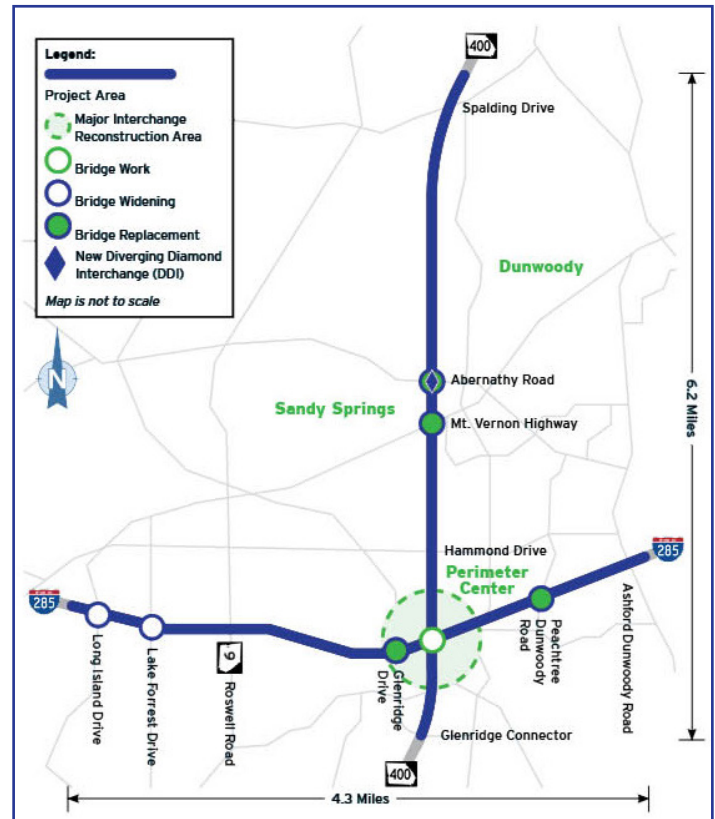 Legend:
Project Area
Major Interchange
Reconstruction Area
Bridge Work
Bridge Widening
Bridge Replacement
New Diverging Diamond
Interchange (DDI)
Map is not to scale
N
400
Spalding Drive
Dunwoody
Abernathy Road
Sandy Springs
Mt. Vernon Highway
6.2 Miles
Hammond Drive
Perimeter
Center
285
285
Long Island Drive
Lake Forrest Drive
9
Roswell Road
Glenridge
Drive
Peachtree
Dunwoody
Road
Ashford Dunwoody Road
Glenridge Connector
400
4.3 Miles